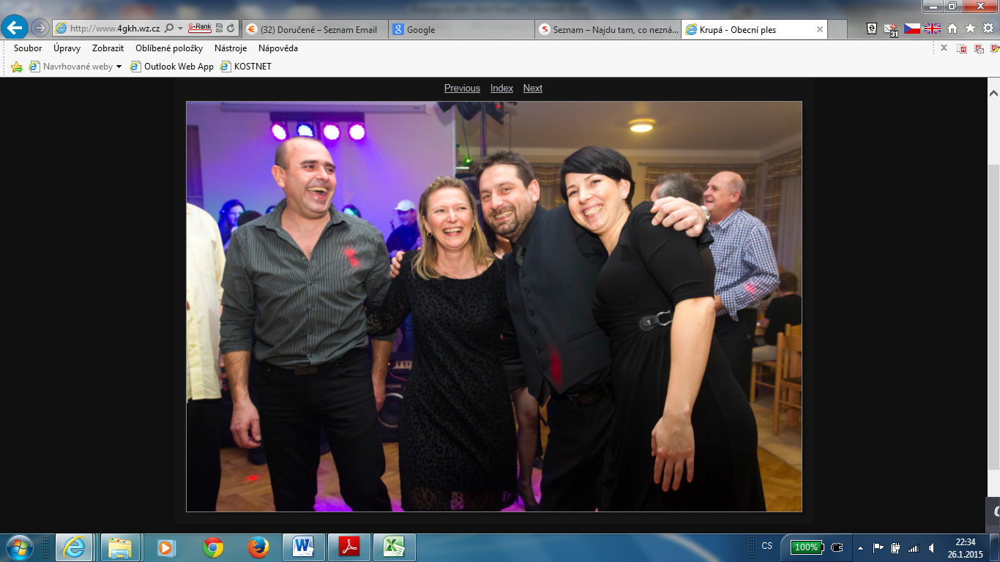 http://www.4gkh.wz.cz
S-Rank
(32) Doručené – Seznam Email
Google
Seznam – Najdu tam, co nezná...
Krupá - Obecní ples
31
Soubor Úpravy Zobrazit Oblíbené položky Nástroje Nápověda
Navrhované weby Outlook Web App KOSTNET
Previous Index Next
CS
100%
22:34
26.1.2015